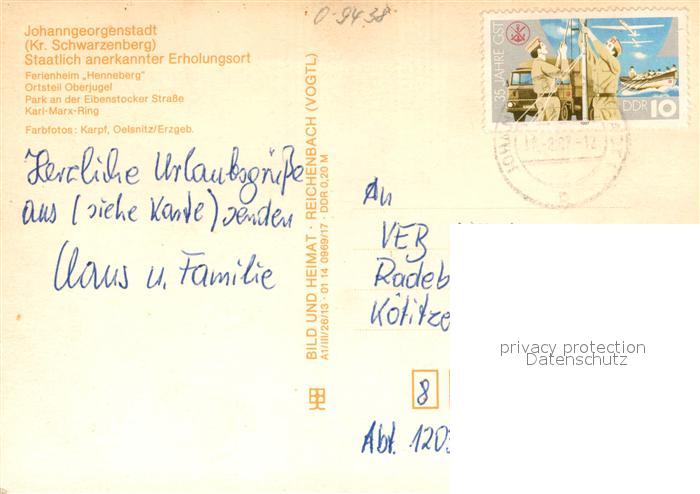 O-9438
Johanngeorgenstadt
(Kr. Schwarzenberg)
Staatlich anerkannter Erholungsort
Ferienheim „Henneberg"
Ortsteil Oberjugel
Park an der Eibenstocker Straße
Karl-Marx-Ring
Farbfotos: Karpf, Oelsnitz/Erzgeb.
Herzliche Urlaubsgrüße
aus (siehe Karte) senden
Claus u. Familie
BILD UND HEIMAT · REICHENBACH (VOGTL)
A1/III/26/13 · 01 14 0969/17 · DDR 0,20 M
35 JAHRE GST
DDR 10
An
VEB
Radeb
Kötitze
8
Abt. 120
privacy protection
Datenschutz